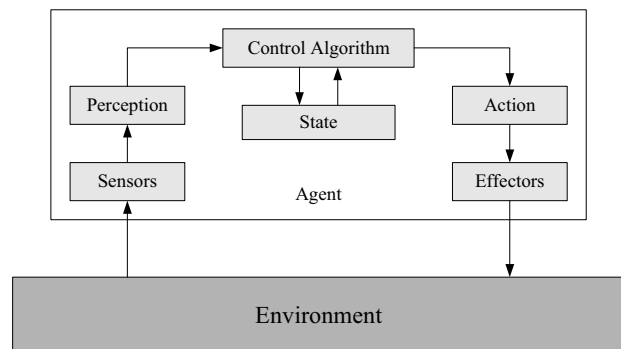 Control Algorithm
Perception
State
Action
Sensors
Agent
Effectors
Environment